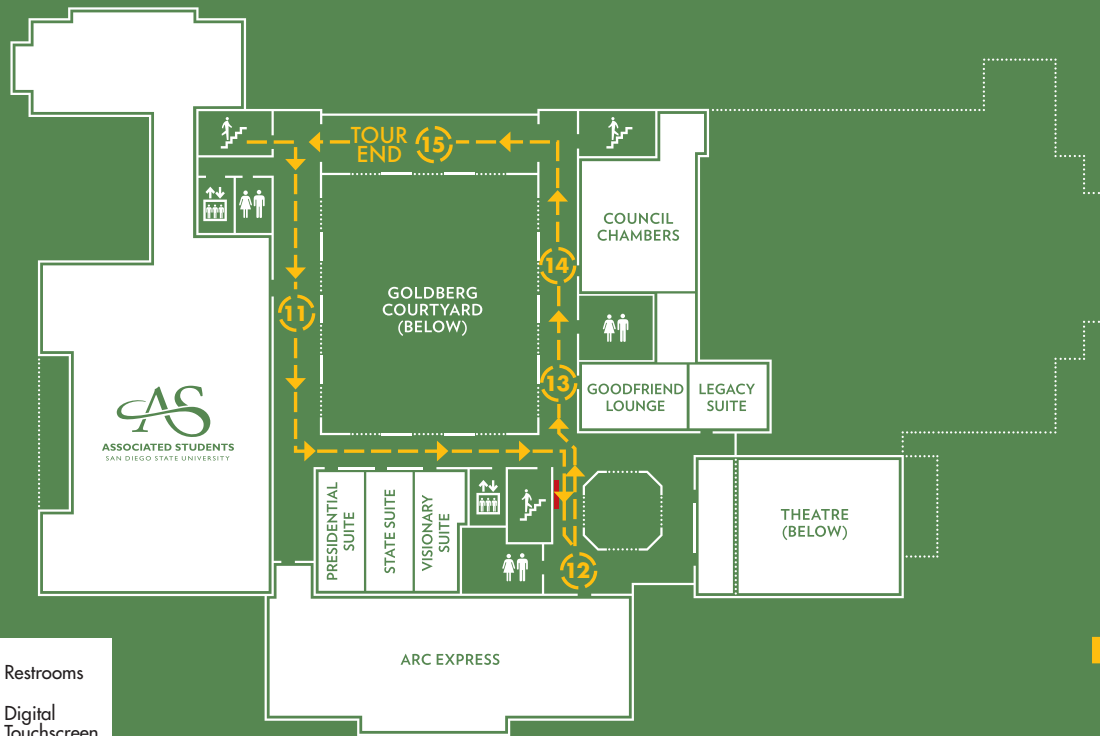 TOUR
END
15
COUNCIL
CHAMBERS
14
GOLDBERG
COURTYARD
(BELOW)
11
13
GOODFRIEND
LOUNGE
LEGACY
SUITE
AS
ASSOCIATED STUDENTS
SAN DIEGO STATE UNIVERSITY
PRESIDENTIAL
SUITE
STATE SUITE
VISIONARY
SUITE
THEATRE
(BELOW)
12
ARC EXPRESS
Restrooms
Digital
Touchscreen